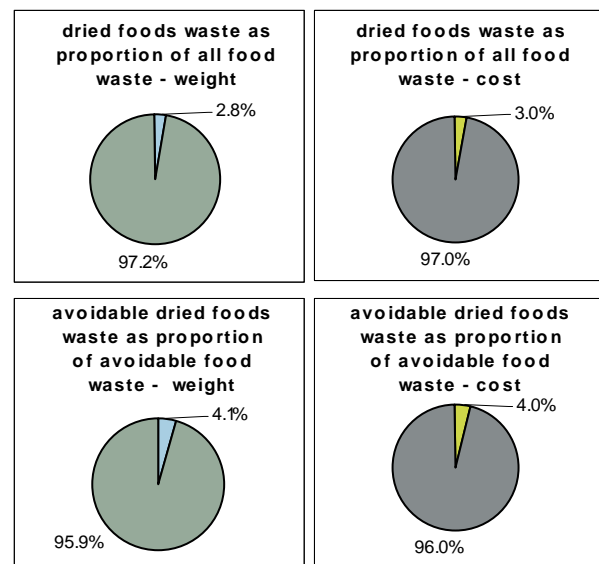 dried foods waste as
proportion of all food
waste - weight
2.8%
97.2%
dried foods waste as
proportion of all food
waste - cost
3.0%
97.0%
avoidable dried foods
waste as proportion
of avoidable food
waste - weight
4.1%
95.9%
avoidable dried foods
waste as proportion
of avoidable food
waste - cost
4.0%
96.0%